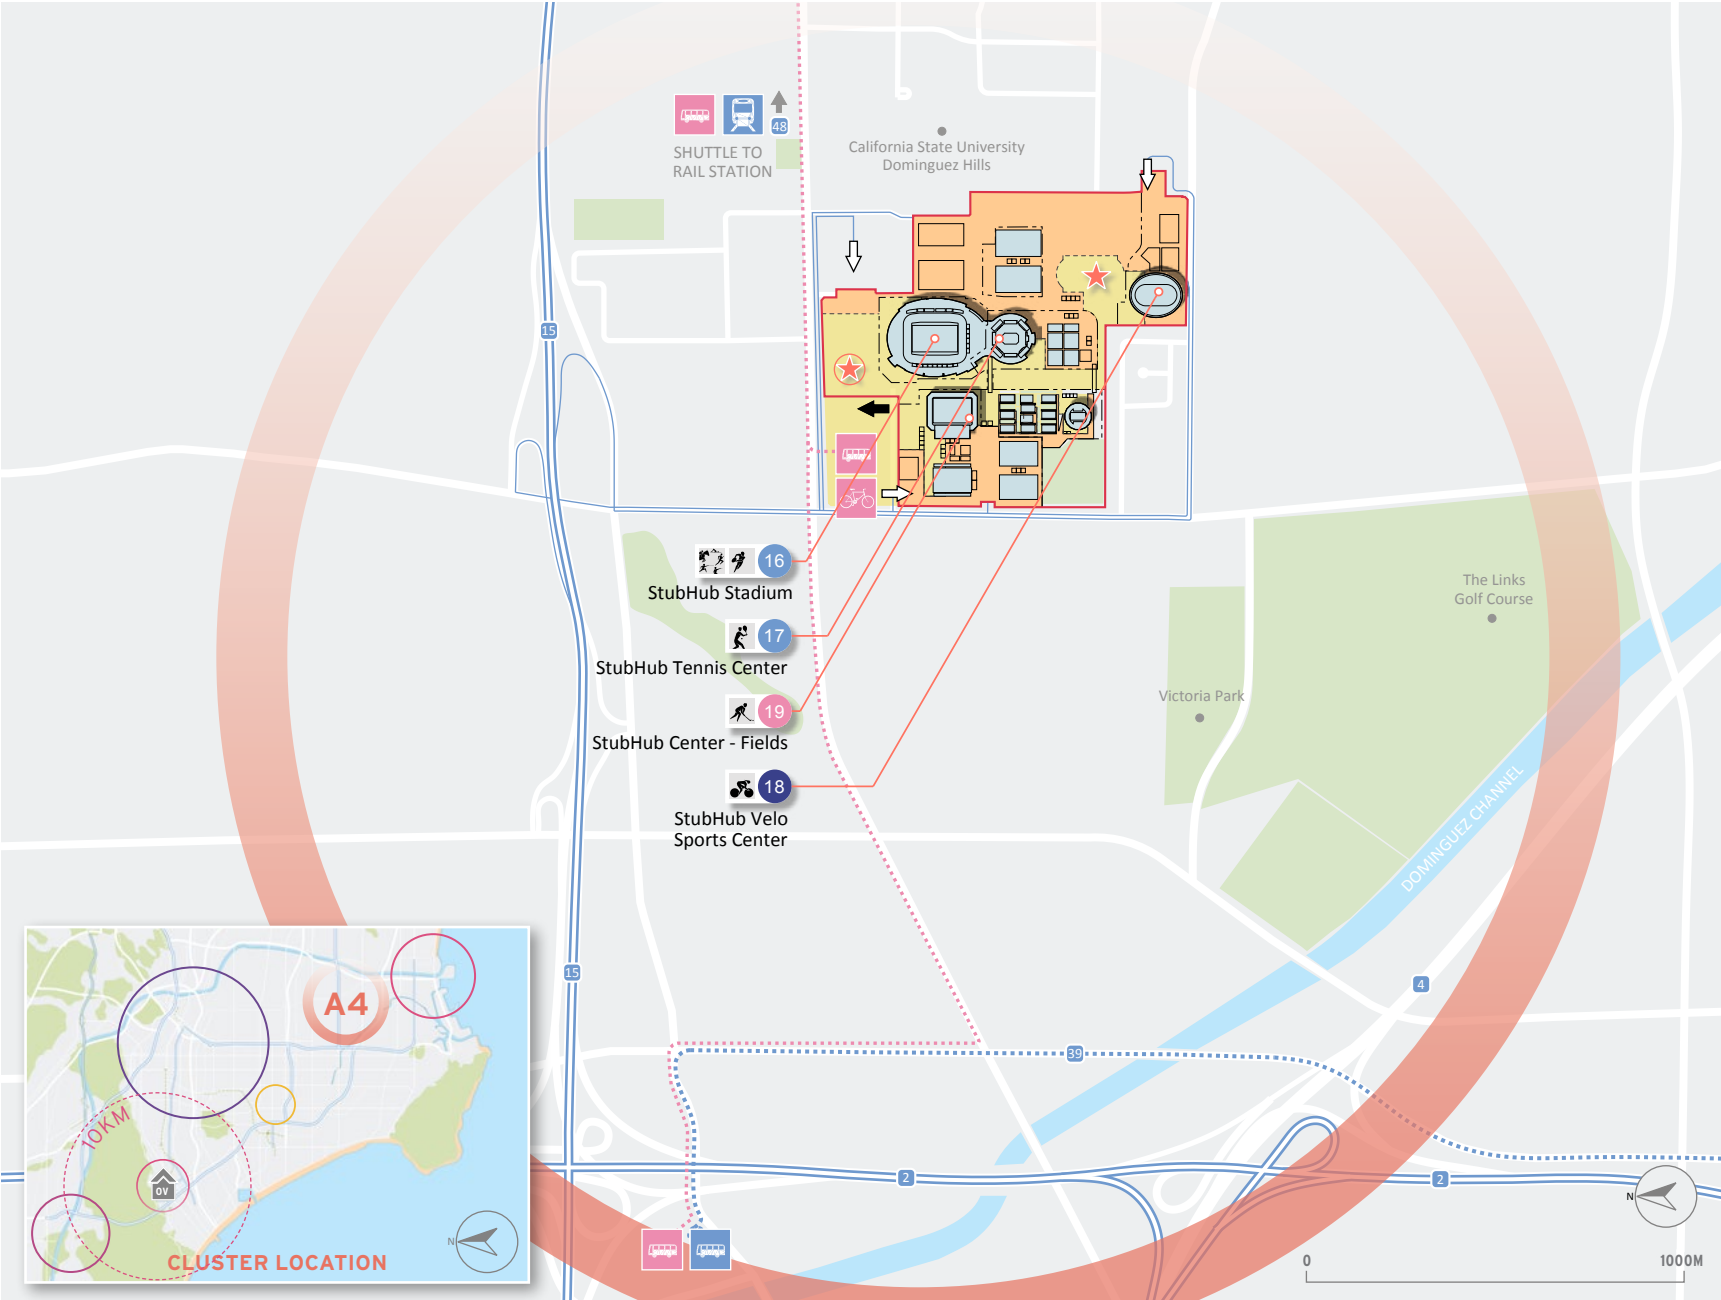 48
SHUTTLE TO
RAIL STATION
California State University
Dominguez Hills
15
16
StubHub Stadium
17
StubHub Tennis Center
19
StubHub Center - Fields
18
StubHub Velo
Sports Center
The Links
Golf Course
Victoria Park
DOMINGUEZ CHANNEL
15
4
39
2
2
A4
10KM
OV
N
CLUSTER LOCATION
N
0
1000M